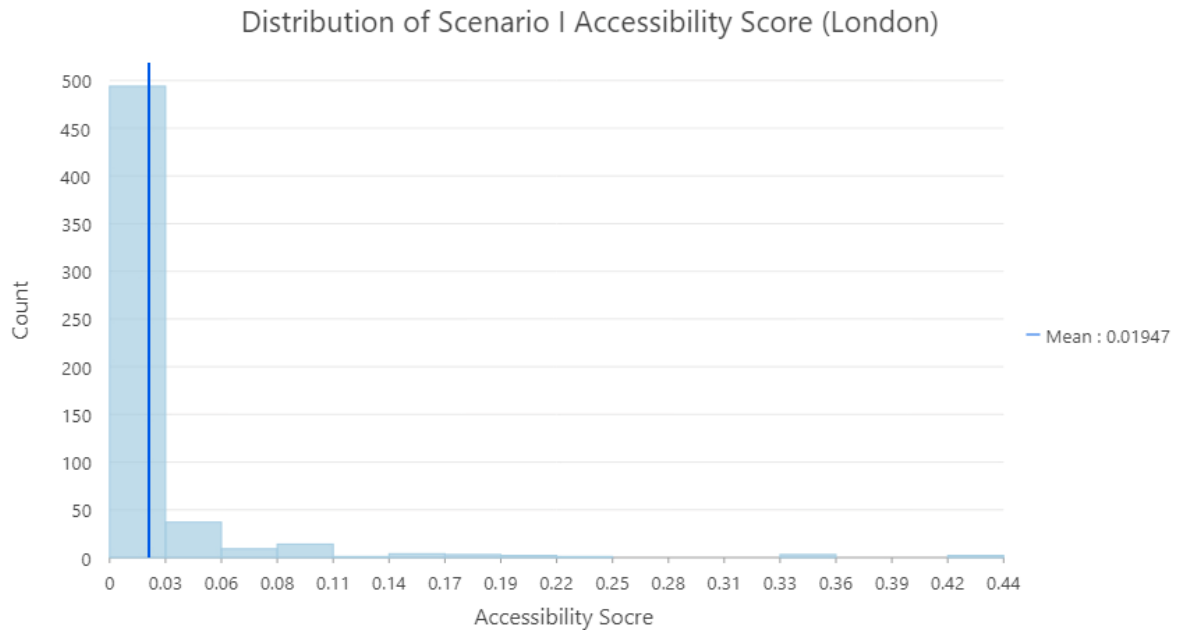 Distribution of Scenario I Accessibility Score (London)
500
450
400
350
300
250
200
150
100
50
0
Count
0 0.03 0.06 0.08 0.11 0.14 0.17 0.19 0.22 0.25 0.28 0.31 0.33 0.36 0.39 0.42 0.44
Accessibility Socre
Mean : 0.01947